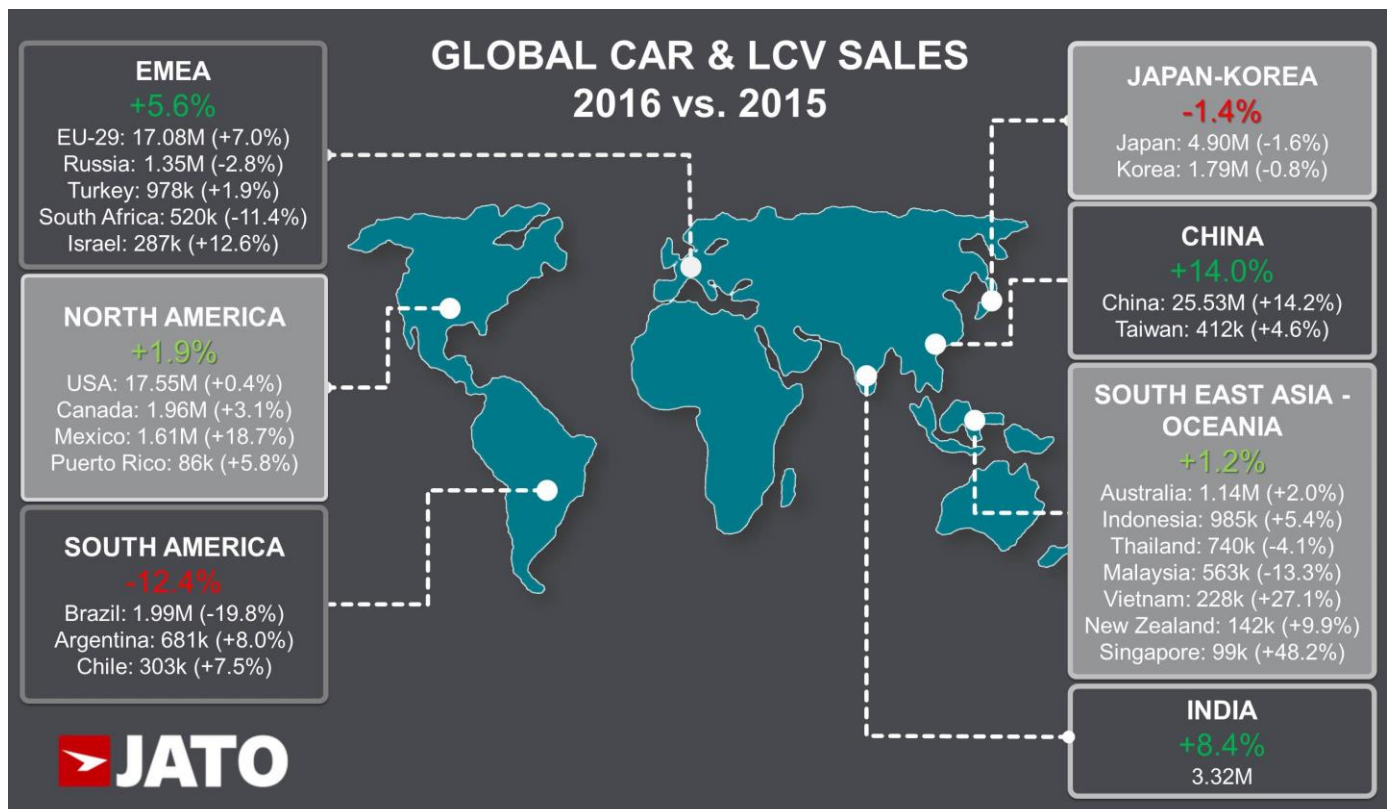 GLOBAL CAR & LCV SALES
2016 vs. 2015
EMEA
+5.6%
EU-29: 17.08M (+7.0%)
Russia: 1.35M (-2.8%)
Turkey: 978k (+1.9%)
South Africa: 520k (-11.4%)
Israel: 287k (+12.6%)
NORTH AMERICA
+1.9%
USA: 17.55M (+0.4%)
Canada: 1.96M (+3.1%)
Mexico: 1.61M (+18.7%)
Puerto Rico: 86k (+5.8%)
SOUTH AMERICA
-12.4%
Brazil: 1.99M (-19.8%)
Argentina: 681k (+8.0%)
Chile: 303k (+7.5%)
JAPAN-KOREA
-1.4%
Japan: 4.90M (-1.6%)
Korea: 1.79M (-0.8%)
CHINA
+14.0%
China: 25.53M (+14.2%)
Taiwan: 412k (+4.6%)
SOUTH EAST ASIA -
OCEANIA
+1.2%
Australia: 1.14M (+2.0%)
Indonesia: 985k (+5.4%)
Thailand: 740k (-4.1%)
Malaysia: 563k (-13.3%)
Vietnam: 228k (+27.1%)
New Zealand: 142k (+9.9%)
Singapore: 99k (+48.2%)
INDIA
+8.4%
3.32M
JATO